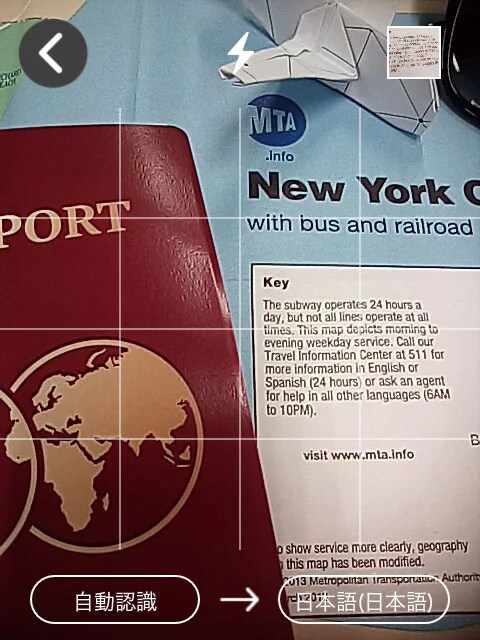 ORCHARD
BEACH
MTA
.info
New York C
with bus and railroad
PORT
Key
The subway operates 24 hours a
day, but not all lines operate at all
times. This map depicts morning to
evening weekday service. Call our
Travel Information Center at 511 for
more information in English or
Spanish (24 hours) or ask an agent
for help in all other languages (6AM
to 10PM).
visit www.mta.info
o show service more clearly, geography
this map has been modified.
2013 Metropolitan Transportation Authority
自動認識 → 日本語(日本語)